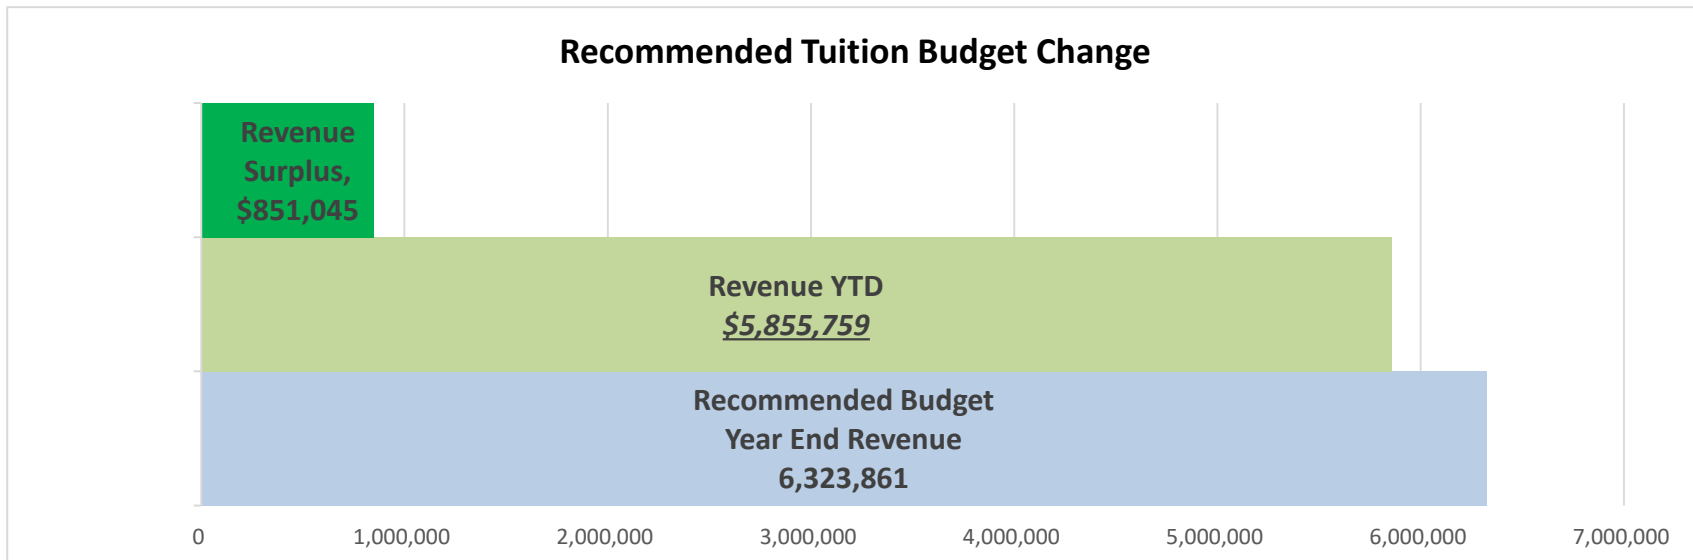 Recommended Tuition Budget Change
Revenue
Surplus,
$851,045
Revenue YTD
$5,855,759
Recommended Budget
Year End Revenue
6,323,861
0 1,000,000 2,000,000 3,000,000 4,000,000 5,000,000 6,000,000 7,000,000